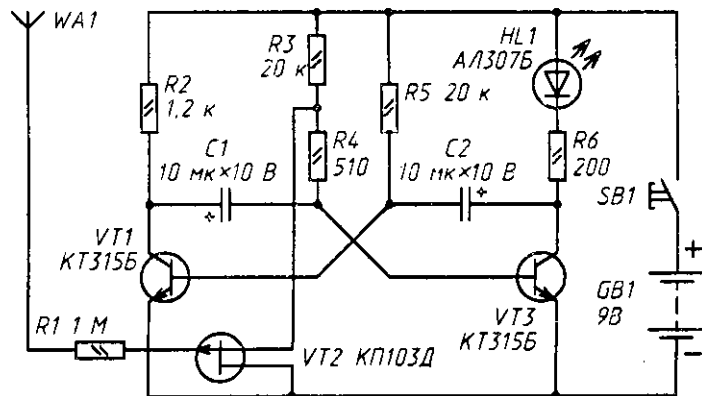 WA1
R3
20 к
HL1
АЛ307Б
R2
1,2 к
R5 20 к
R4
510
R6
200
C1
10 мк×10 В
C2
10 мк×10 В
SB1
VT1
КТ315Б
+
GB1
9В
−
VT3
КТ315Б
R1 1 М
VT2 КП103Д